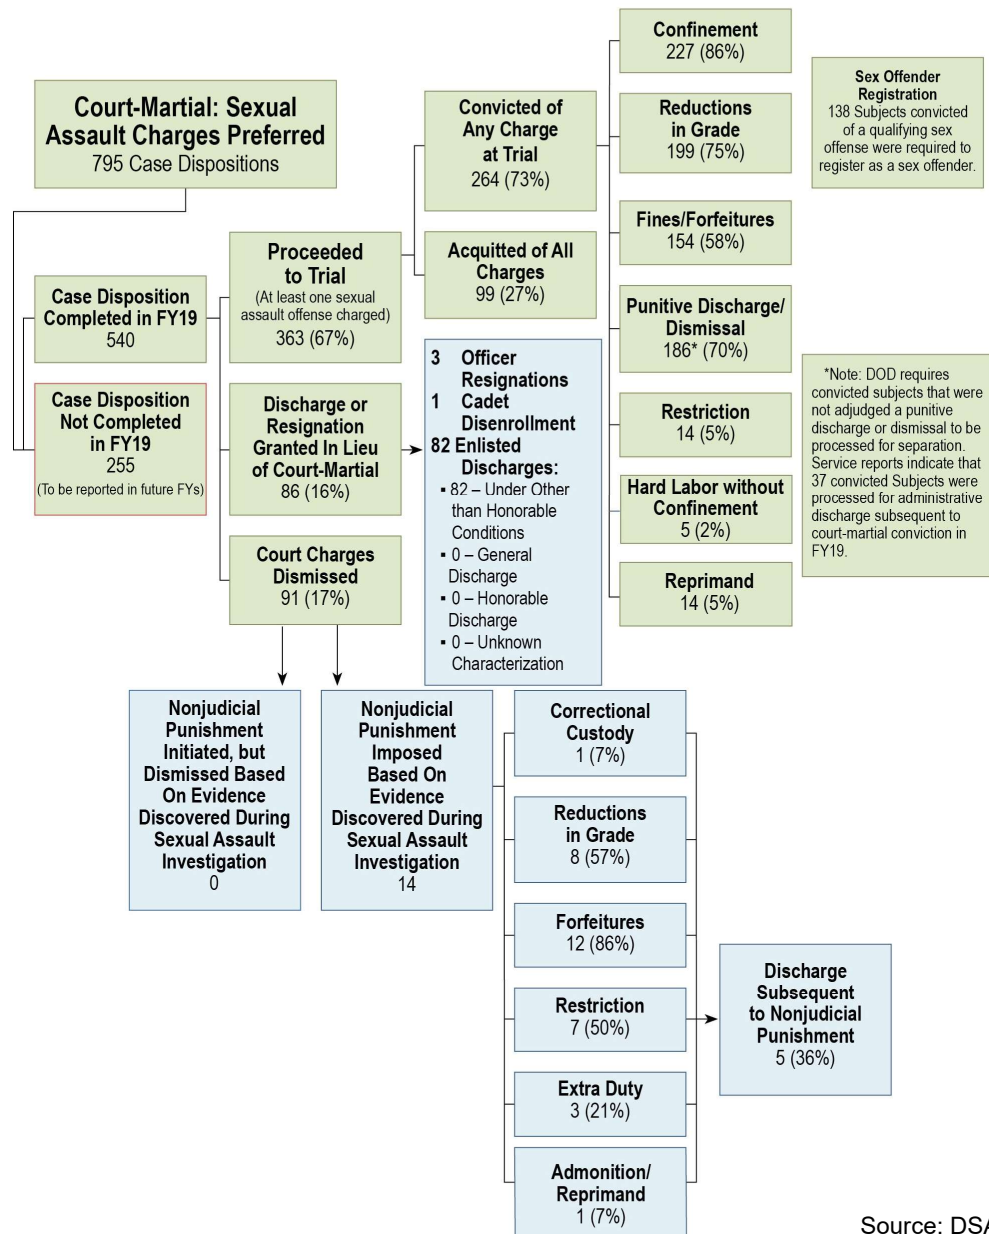 Court-Martial: Sexual
Assault Charges Preferred
795 Case Dispositions
Case Disposition
Completed in FY19
540
Case Disposition
Not Completed
in FY19
255
(To be reported in future FYs)
Proceeded
to Trial
(At least one sexual
assault offense charged)
363 (67%)
Discharge or
Resignation
Granted In Lieu
of Court-Martial
86 (16%)
Court Charges
Dismissed
91 (17%)
Convicted of
Any Charge
at Trial
264 (73%)
Acquitted of All
Charges
99 (27%)
3 Officer
Resignations
1 Cadet
Disenrollment
82 Enlisted
Discharges:
▪ 82 – Under Other
than Honorable
Conditions
▪ 0 – General
Discharge
▪ 0 – Honorable
Discharge
▪ 0 – Unknown
Characterization
Confinement
227 (86%)
Reductions
in Grade
199 (75%)
Fines/Forfeitures
154 (58%)
Punitive Discharge/
Dismissal
186* (70%)
Restriction
14 (5%)
Hard Labor without
Confinement
5 (2%)
Reprimand
14 (5%)
Sex Offender
Registration
138 Subjects convicted
of a qualifying sex
offense were required to
register as a sex offender.
*Note: DOD requires
convicted subjects that were
not adjudged a punitive
discharge or dismissal to be
processed for separation.
Service reports indicate that
37 convicted Subjects were
processed for administrative
discharge subsequent to
court-martial conviction in
FY19.
Nonjudicial
Punishment
Initiated, but
Dismissed Based
On Evidence
Discovered During
Sexual Assault
Investigation
0
Nonjudicial
Punishment
Imposed
Based On
Evidence
Discovered During
Sexual Assault
Investigation
14
Correctional
Custody
1 (7%)
Reductions
in Grade
8 (57%)
Forfeitures
12 (86%)
Restriction
7 (50%)
Extra Duty
3 (21%)
Admonition/
Reprimand
1 (7%)
Discharge
Subsequent
to Nonjudicial
Punishment
5 (36%)
Source: DSA